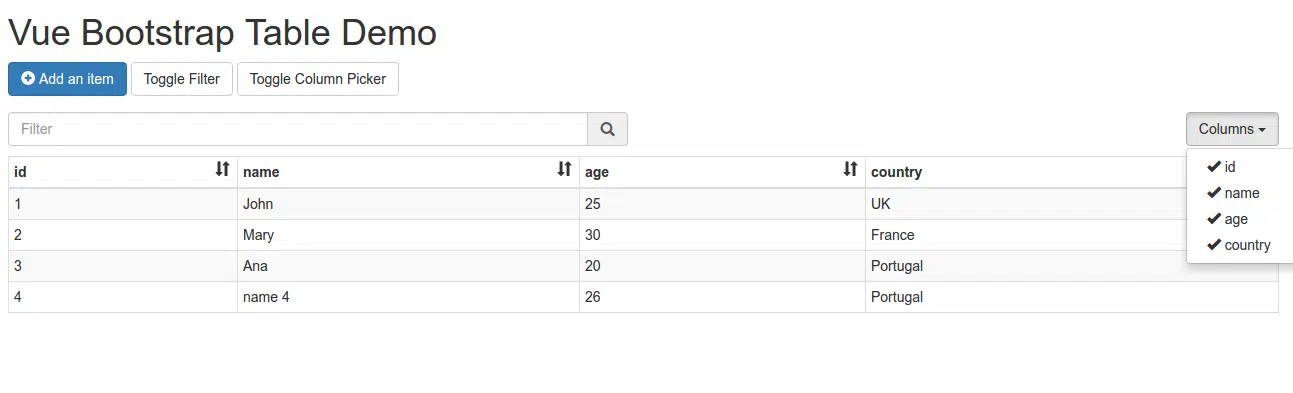 Vue Bootstrap Table Demo
Add an item Toggle Filter Toggle Column Picker
Filter Columns
id name age country
1 John 25 UK
2 Mary 30 France
3 Ana 20 Portugal
4 name 4 26 Portugal
id
name
age
country